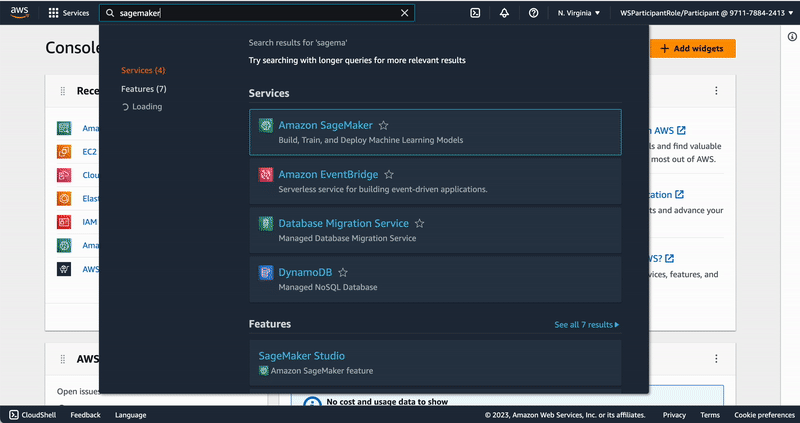 aws
Services
sagemaker
N. Virginia
WSParticipantRole/Participant @ 9711-7884-2413
Console
Add widgets
Search results for 'sagema'
Try searching with longer queries for more relevant results
Services (4)
Features (7)
Loading
Services
Amazon SageMaker
Build, Train, and Deploy Machine Learning Models
Amazon EventBridge
Serverless service for building event-driven applications.
Database Migration Service
Managed Database Migration Service
DynamoDB
Managed NoSQL Database
Features
See all 7 results
SageMaker Studio
Amazon SageMaker feature
Rece
Ama
EC2
Clou
Elast
IAM
Ama
AWS
AWS
Open issues
n AWS
ls and find valuable
most out of AWS.
cation
ts and advance your
WS?
vices, features, and
No cost and usage data to show
CloudShell
Feedback
Language
© 2023, Amazon Web Services, Inc. or its affiliates.
Privacy
Terms
Cookie preferences